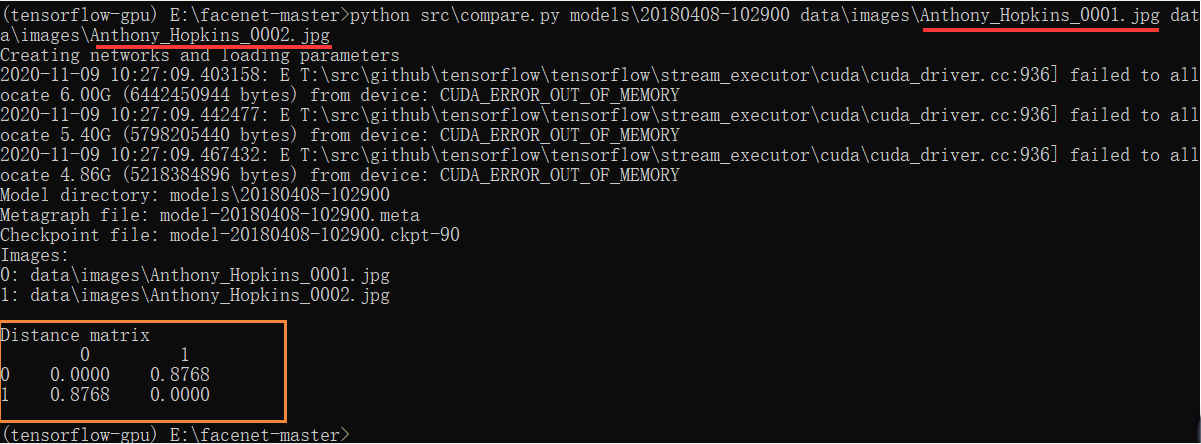 (tensorflow-gpu) E:\facenet-master>python src\compare.py models\20180408-102900 data\images\Anthony_Hopkins_0001.jpg dat
a\images\Anthony_Hopkins_0002.jpg
Creating networks and loading parameters
2020-11-09 10:27:09.403158: E T:\src\github\tensorflow\tensorflow\stream_executor\cuda\cuda_driver.cc:936] failed to all
ocate 6.00G (6442450944 bytes) from device: CUDA_ERROR_OUT_OF_MEMORY
2020-11-09 10:27:09.442477: E T:\src\github\tensorflow\tensorflow\stream_executor\cuda\cuda_driver.cc:936] failed to all
ocate 5.40G (5798205440 bytes) from device: CUDA_ERROR_OUT_OF_MEMORY
2020-11-09 10:27:09.467432: E T:\src\github\tensorflow\tensorflow\stream_executor\cuda\cuda_driver.cc:936] failed to all
ocate 4.86G (5218384896 bytes) from device: CUDA_ERROR_OUT_OF_MEMORY
Model directory: models\20180408-102900
Metagraph file: model-20180408-102900.meta
Checkpoint file: model-20180408-102900.ckpt-90
Images:
0: data\images\Anthony_Hopkins_0001.jpg
1: data\images\Anthony_Hopkins_0002.jpg
Distance matrix
0 1
0 0.0000 0.8768
1 0.8768 0.0000
(tensorflow-gpu) E:\facenet-master>